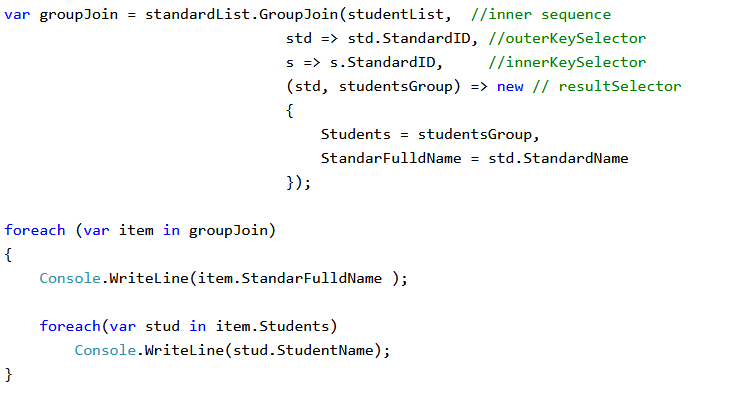 var groupJoin = standardList.GroupJoin(studentList,  //inner sequence
                                std => std.StandardID, //outerKeySelector
                                s => s.StandardID,     //innerKeySelector
                                (std, studentsGroup) => new // resultSelector
                                {
                                    Students = studentsGroup,
                                    StandarFulldName = std.StandardName
                                });
foreach (var item in groupJoin)
{
    Console.WriteLine(item.StandarFulldName );
    foreach(var stud in item.Students)
        Console.WriteLine(stud.StudentName);
}